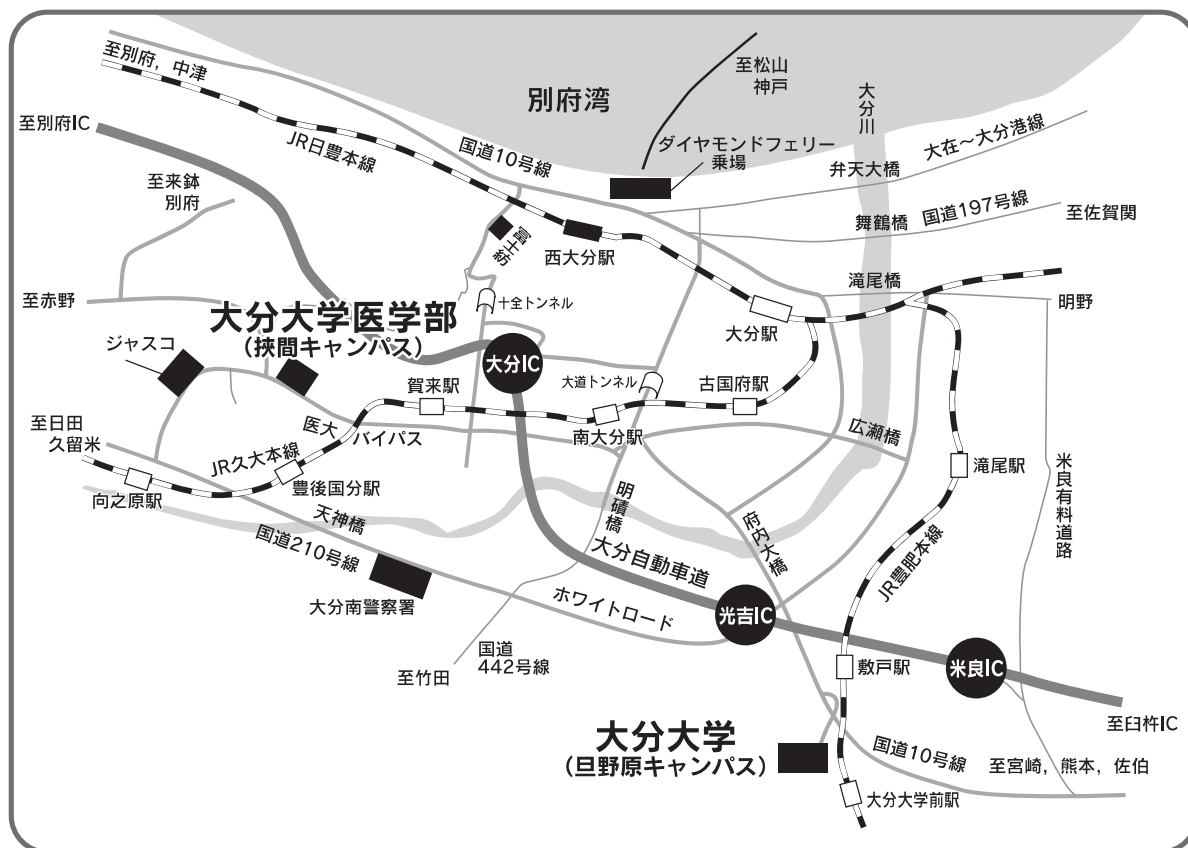 至別府，中津
至松山
神戸
別府湾
大分川
至別府IC
JR日豊本線
国道10号線
ダイヤモンドフェリー
乗場
大在～大分港線
弁天大橋
至来鉢
別府
冨士紡
西大分駅
舞鶴橋
国道197号線
至佐賀関
滝尾橋
至赤野
十全トンネル
明野
大分駅
大分大学医学部
（挾間キャンパス）
ジャスコ
大分IC
賀来駅
大道トンネル
古国府駅
至日田
久留米
医大
バイパス
南大分駅
広瀬橋
JR久大本線
豊後国分駅
向之原駅
滝尾駅
米良有料道路
天神橋
明磧橋
府内大橋
国道210号線
大分自動車道
JR豊肥本線
大分南警察署
ホワイトロード
光吉IC
国道
442号線
至竹田
敷戸駅
米良IC
至臼杵IC
大分大学
（旦野原キャンパス）
国道10号線
至宮崎，熊本，佐伯
大分大学前駅